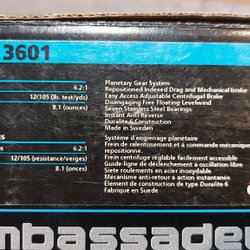 3601
Planetary Gear System
6.2:1 Repositioned Indexed Drag and Mechanical brake
12/105 (lb. test/yds) Easy Access Adjustable Centrifugal Brake
8.1 (ounces) Disengaging Free Floating Levelwind
Seven Stainless Steel Bearings
Instant Anti Reverse
Duralite 6 Construction
Made in Sweden
ES Système d'engrenage planétaire
6.2:1 Frein de ralentissement et à commande mécanique
repositionné.
12/105 (résistance/verges) Frein centrifuge réglable facilement accessible
8.1 (onces) Guide-ligne de déclenchement à oscillation libre
Siete roulements en acier inoxydable
Mécanisme anti-retour à action instantanée
Élément de construction de type Duralite 6
Fabriqué en Suède
mbassade